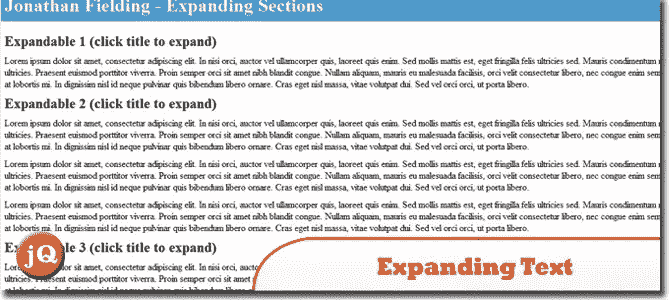 Jonathan Fielding - Expanding Sections
Expandable 1 (click title to expand)
Lorem ipsum dolor sit amet, consectetur adipiscing elit. In nisi orci, auctor vel ullamcorper quis, laoreet quis enim. Sed mollis mattis est, eget fringilla felis ultricies sed. Mauris condimentum
ultricies. Praesent euismod porttitor viverra. Proin semper orci sit amet nibh blandit congue. Nullam aliquam, mauris eu malesuada facilisis, orci velit consectetur libero, nec congue enim sem
at lobortis mi. In dignissim nisl id neque pulvinar quis bibendum libero ornare. Cras eget nisl massa, vitae volutpat dui. Sed vel orci orci, ut porta libero.
Expandable 2 (click title to expand)
Lorem ipsum dolor sit amet, consectetur adipiscing elit. In nisi orci, auctor vel ullamcorper quis, laoreet quis enim. Sed mollis mattis est, eget fringilla felis ultricies sed. Mauris condimentum
ultricies. Praesent euismod porttitor viverra. Proin semper orci sit amet nibh blandit congue. Nullam aliquam, mauris eu malesuada facilisis, orci velit consectetur libero, nec congue enim sem
at lobortis mi. In dignissim nisl id neque pulvinar quis bibendum libero ornare. Cras eget nisl massa, vitae volutpat dui. Sed vel orci orci, ut porta libero.
Lorem ipsum dolor sit amet, consectetur adipiscing elit. In nisi orci, auctor vel ullamcorper quis, laoreet quis enim. Sed mollis mattis est, eget fringilla felis ultricies sed. Mauris condimentum
ultricies. Praesent euismod porttitor viverra. Proin semper orci sit amet nibh blandit congue. Nullam aliquam, mauris eu malesuada facilisis, orci velit consectetur libero, nec congue enim sem
at lobortis mi. In dignissim nisl id neque pulvinar quis bibendum libero ornare. Cras eget nisl massa, vitae volutpat dui. Sed vel orci orci, ut porta libero.
Lorem ipsum dolor sit amet, consectetur adipiscing elit. In nisi orci, auctor vel ullamcorper quis, laoreet quis enim. Sed mollis mattis est, eget fringilla felis ultricies sed. Mauris condimentum
ultricies. Praesent euismod porttitor viverra. Proin semper orci sit amet nibh blandit congue. Nullam aliquam, mauris eu malesuada facilisis, orci velit consectetur libero, nec congue enim sem
at lobortis mi. In dignissim nisl id neque pulvinar quis bibendum libero ornare. Cras eget nisl massa, vitae volutpat dui. Sed vel orci orci, ut porta libero.
3 (click title to expand)
jQ
dolor sit amet, consectetur adipiscing elit. In nisi orci, auctor
ultricies. Praesent euismod porttitor viverra. Proin semper orci sit amet
at lobortis mi. In dignissim nisl id neque pulvinar quis bibendum libero
Expanding Text